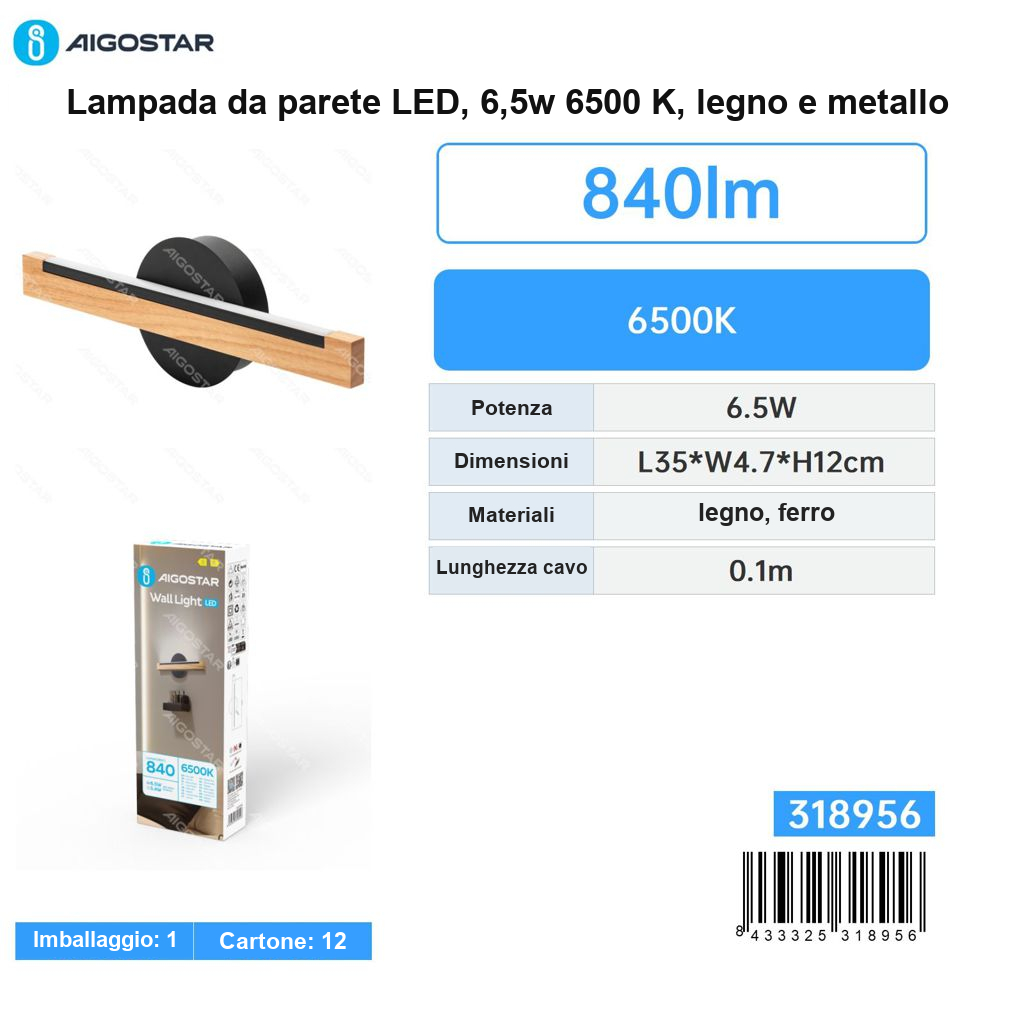 AIGOSTAR
Lampada da parete LED, 6,5w 6500 K, legno e metallo
840lm
6500K
Potenza
6.5W
Dimensioni
L35*W4.7*H12cm
Materiali
legno, ferro
Lunghezza cavo
0.1m
AIGOSTAR
Wall Light LED
840
6500K
318956
8 433325 318956
Imballaggio: 1
Cartone: 12